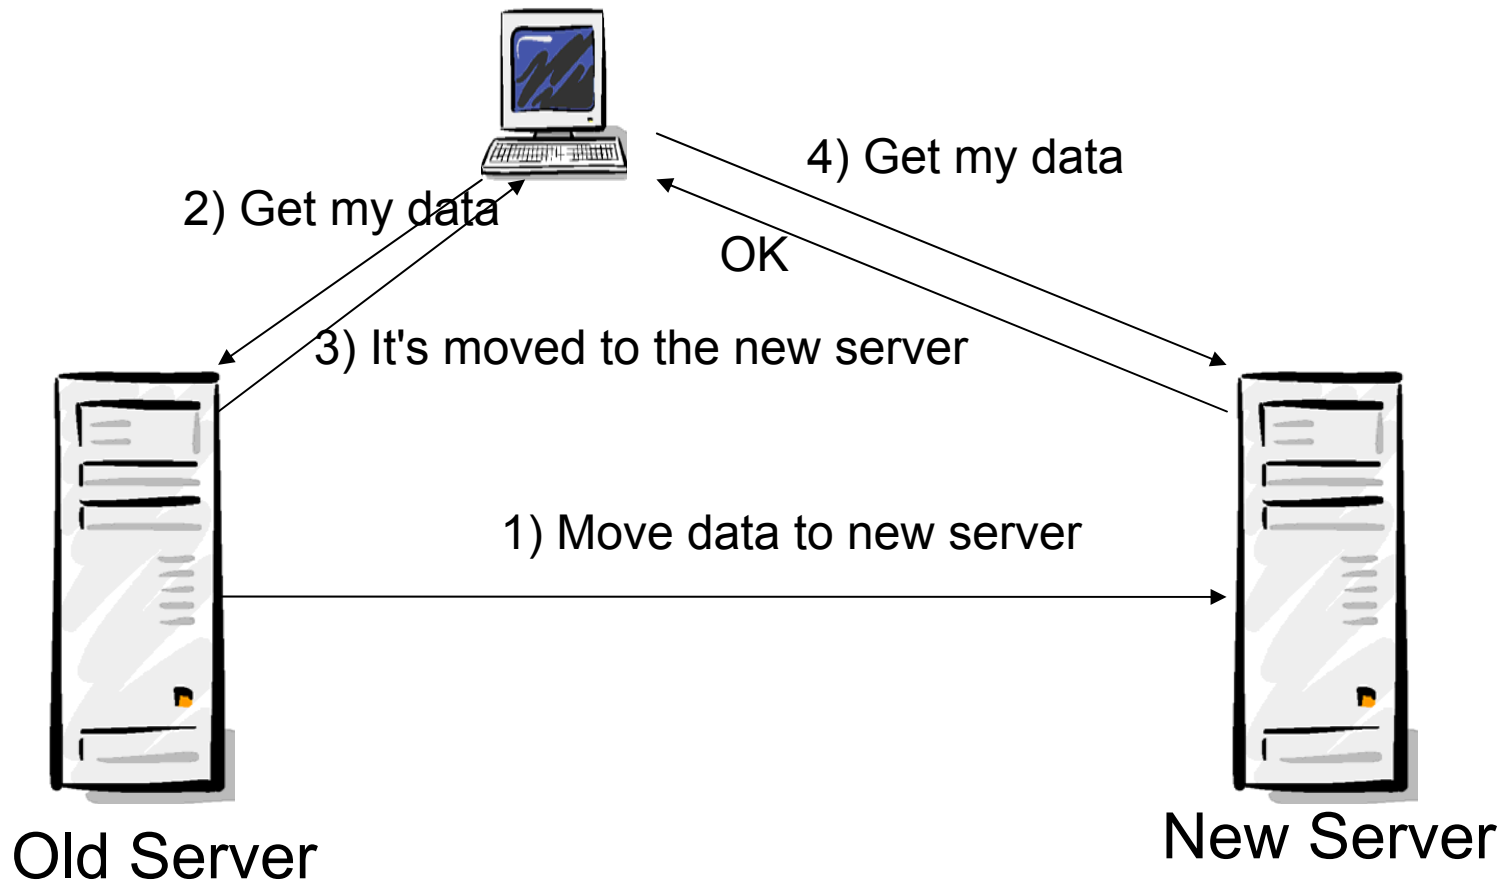 4) Get my data
2) Get my data
OK
3) It's moved to the new server
1) Move data to new server
Old Server
New Server